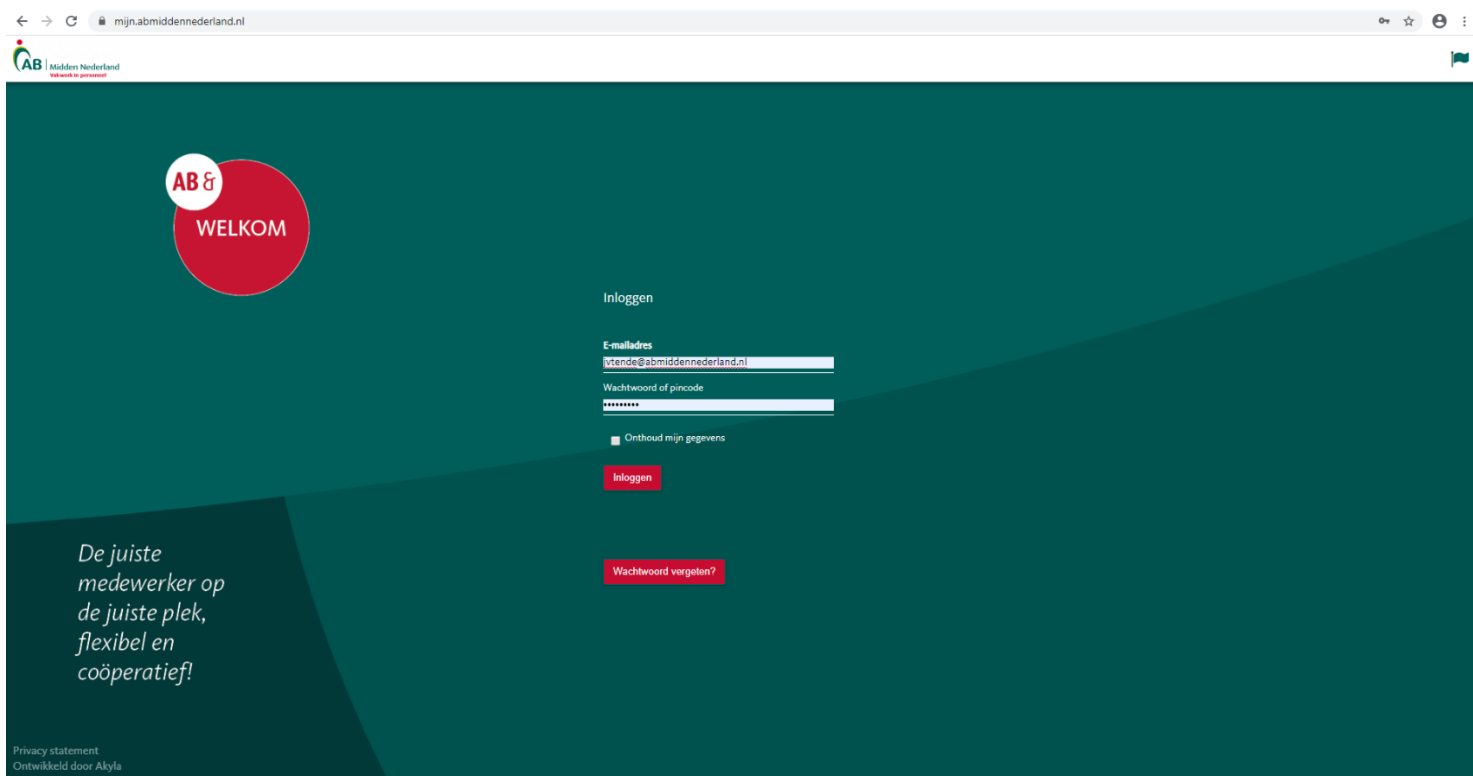 mijn.abmiddennederland.nl
AB Midden Nederland
Vakwerk in personeel
AB &
WELKOM
Inloggen
E-mailadres
jvtende@abmiddennederland.nl
Wachtwoord of pincode
•••••••••
Onthoud mijn gegevens
Inloggen
Wachtwoord vergeten?
De juiste
medewerker op
de juiste plek,
flexibel en
coöperatief!
Privacy statement
Ontwikkeld door Akyla